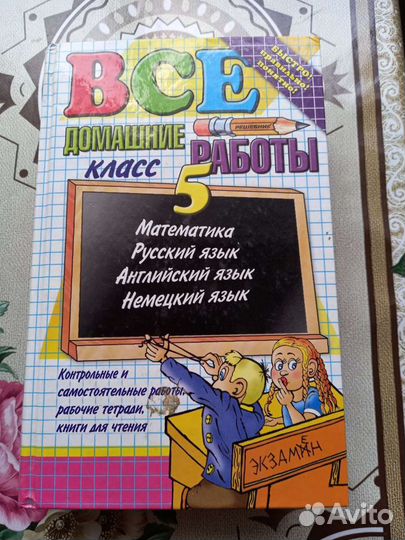 ВСЕ
БЫСТРО!
ПРАВИЛЬНО!
ПОНЯТНО!
ДОМАШНИЕ
РЕШЕБНИК
РАБОТЫ
КЛАСС
5
Математика
Русский язык
Английский язык
Немецкий язык
Контрольные и
самостоятельные работы,
рабочие тетради,
книги для чтения
ЭКЗАМЕН
Avito